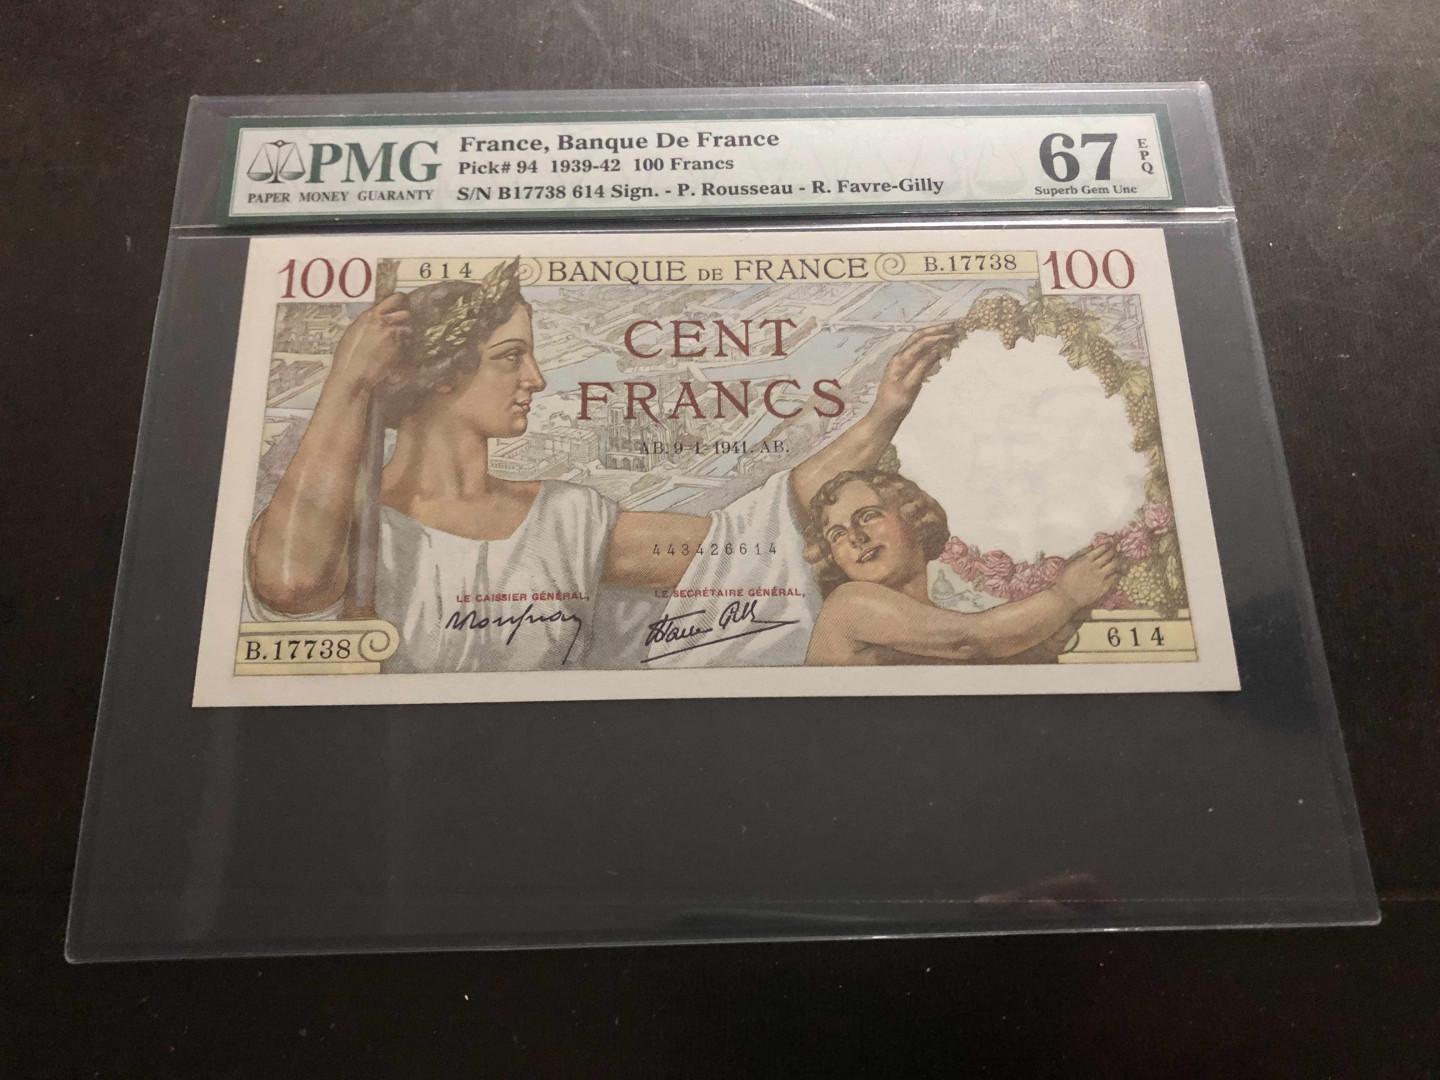 PMG
PAPER MONEY GUARANTY
France, Banque De France
Pick# 94 1939-42 100 Francs
S/N B17738 614 Sign. - P. Rousseau - R. Favre-Gilly
67
EPQ
Superb Gem Unc
100
614
BANQUE DE FRANCE
B.17738
100
CENT
FRANCS
AB. 9-1-1941. AB.
443426614
LE CAISSIER GÉNÉRAL,
LE SECRÉTAIRE GÉNÉRAL,
B.17738
614